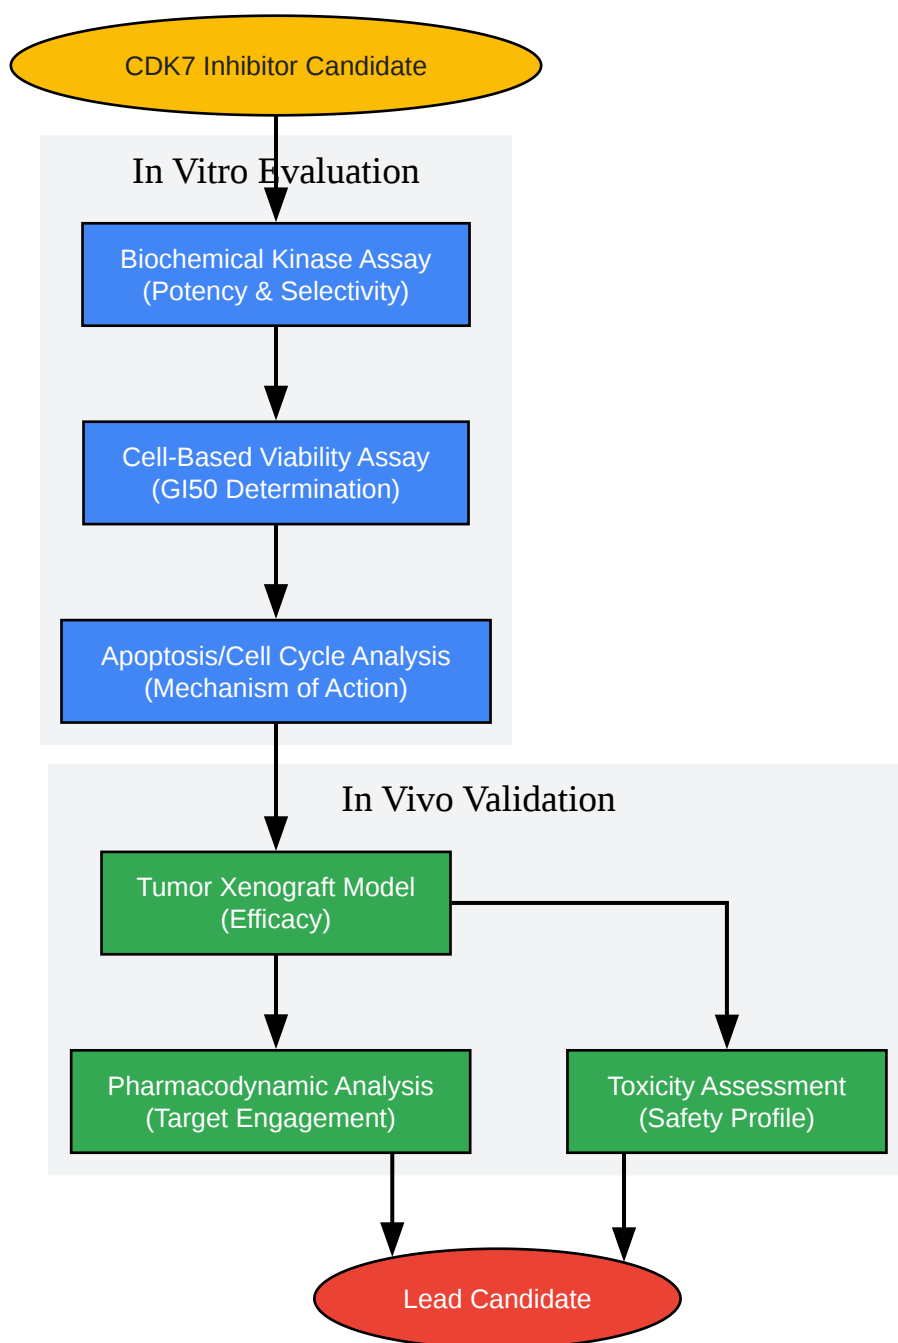 CDK7 Inhibitor Candidate
In Vitro Evaluation
Biochemical Kinase Assay
(Potency & Selectivity)
Cell-Based Viability Assay
(GI50 Determination)
Apoptosis/Cell Cycle Analysis
(Mechanism of Action)
In Vivo Validation
Tumor Xenograft Model
(Efficacy)
Pharmacodynamic Analysis
(Target Engagement)
Toxicity Assessment
(Safety Profile)
Lead Candidate